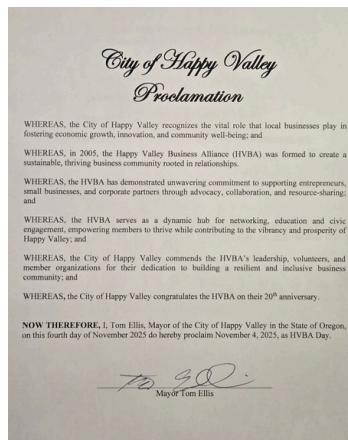 City of Happy Valley
Proclamation
WHEREAS, the City of Happy Valley recognizes the vital role that local businesses play in
fostering economic growth, innovation, and community well-being; and
WHEREAS, in 2005, the Happy Valley Business Alliance (HVBA) was formed to create a
sustainable, thriving business community rooted in relationships.
WHEREAS, the HVBA has demonstrated unwavering commitment to supporting entrepreneurs,
small businesses, and corporate partners through advocacy, collaboration, and resource-sharing;
and
WHEREAS, the HVBA serves as a dynamic hub for networking, education and civic
engagement, empowering members to thrive while contributing to the vibrancy and prosperity of
Happy Valley; and
WHEREAS, the City of Happy Valley commends the HVBA's leadership, volunteers, and
member organizations for their dedication to building a resilient and inclusive business
community; and
WHEREAS, the City of Happy Valley congratulates the HVBA on their 20th anniversary.
NOW THEREFORE, I, Tom Ellis, Mayor of the City of Happy Valley in the State of Oregon,
on this fourth day of November 2025 do hereby proclaim November 4, 2025, as HVBA Day.
Mayor Tom Ellis